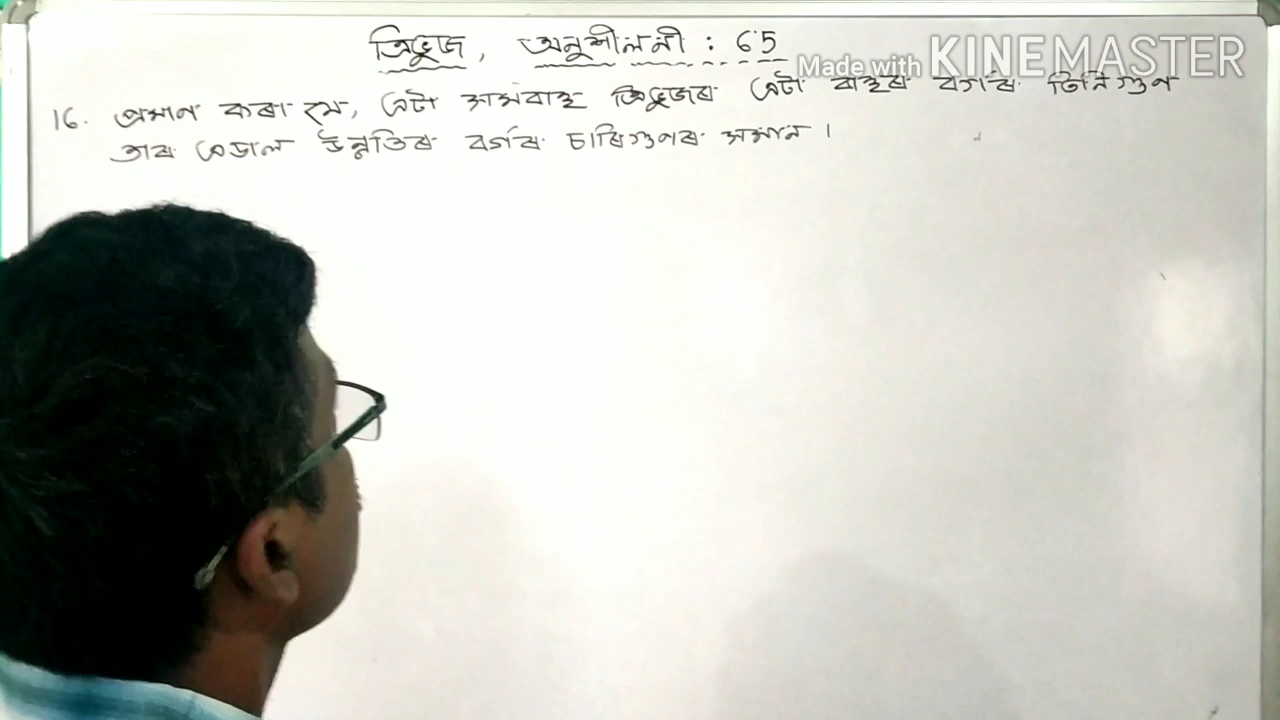 ত্ৰিভুজ, অনুশীলনী : 6.5
Made with KINEMASTER
16. প্ৰমাণ কৰা যে, এটা সমবাহু ত্ৰিভুজৰ এটা বাহুৰ বৰ্গৰ তিনিগুণ
তাৰ এডাল উন্নতিৰ বৰ্গৰ চাৰিগুণৰ সমান।